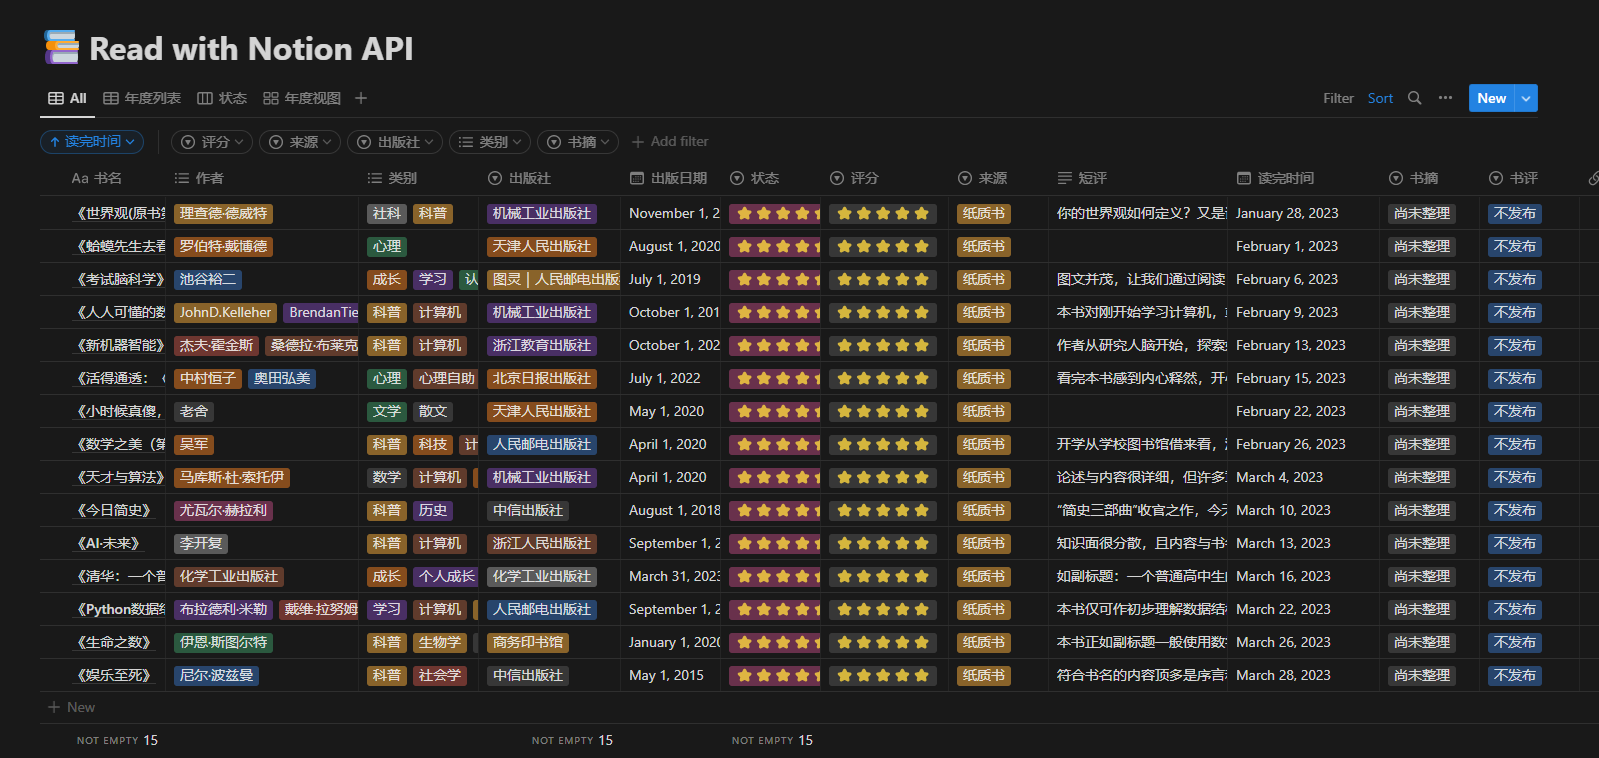 Read with Notion API
All 年度列表 状态 年度视图 Filter Sort New
读完时间 评分 来源 出版社 类别 书摘 Add filter
Aa 书名 作者 类别 出版社 出版日期 状态 评分 来源 短评 读完时间 书摘 书评
《世界观(原书第 理查德·德威特 社科 科普 机械工业出版社 November 1, 2 纸质书 你的世界观如何定义？又是 January 28, 2023 尚未整理 不发布
《蛤蟆先生去看 罗伯特·戴博德 心理 天津人民出版社 August 1, 2020 纸质书 February 1, 2023 尚未整理 不发布
《考试脑科学》 池谷裕二 成长 学习 认 图灵 | 人民邮电出版 July 1, 2019 纸质书 图文并茂，让我们通过阅读 February 6, 2023 尚未整理 不发布
《人人可懂的数 JohnD.Kelleher BrendanTie 科普 计算机 机械工业出版社 October 1, 201 纸质书 本书对刚开始学习计算机， February 9, 2023 尚未整理 不发布
《新机器智能》 杰夫·霍金斯 桑德拉·布莱克 科普 计算机 浙江教育出版社 October 1, 202 纸质书 作者从研究人脑开始，探索 February 13, 2023 尚未整理 不发布
《活得通透：《 中村恒子 奥田弘美 心理 心理自助 北京日报出版社 July 1, 2022 纸质书 看完本书感到内心释然，开 February 15, 2023 尚未整理 不发布
《小时候真傻， 老舍 文学 散文 天津人民出版社 May 1, 2020 纸质书 February 22, 2023 尚未整理 不发布
《数学之美（第 吴军 科普 科技 计 人民邮电出版社 April 1, 2020 纸质书 开学从学校图书馆借来看， February 26, 2023 尚未整理 不发布
《天才与算法》 马库斯·杜·索托伊 数学 计算机 机械工业出版社 April 1, 2020 纸质书 论述与内容很详细，但许多 March 4, 2023 尚未整理 不发布
《今日简史》 尤瓦尔·赫拉利 科普 历史 中信出版社 August 1, 2018 纸质书 “简史三部曲”收官之作，今 March 10, 2023 尚未整理 不发布
《AI·未来》 李开复 科普 计算机 浙江人民出版社 September 1, 纸质书 知识面很分散，且内容与书 March 13, 2023 尚未整理 不发布
《清华：一个普 化学工业出版社 成长 个人成长 化学工业出版社 March 31, 2023 纸质书 如副标题：一个普通高中生 March 16, 2023 尚未整理 不发布
《Python数据结 布拉德利·米勒 戴维·拉努姆 学习 计算机 人民邮电出版社 September 1, 2 纸质书 本书仅可作初步理解数据结 March 22, 2023 尚未整理 不发布
《生命之数》 伊恩·斯图尔特 科普 生物学 商务印书馆 January 1, 2020 纸质书 本书正如副标题一般使用数 March 26, 2023 尚未整理 不发布
《娱乐至死》 尼尔·波兹曼 科普 社会学 中信出版社 May 1, 2015 纸质书 符合书名的内容顶多是序言 March 28, 2023 尚未整理 不发布
New
NOT EMPTY 15 NOT EMPTY 15 NOT EMPTY 15